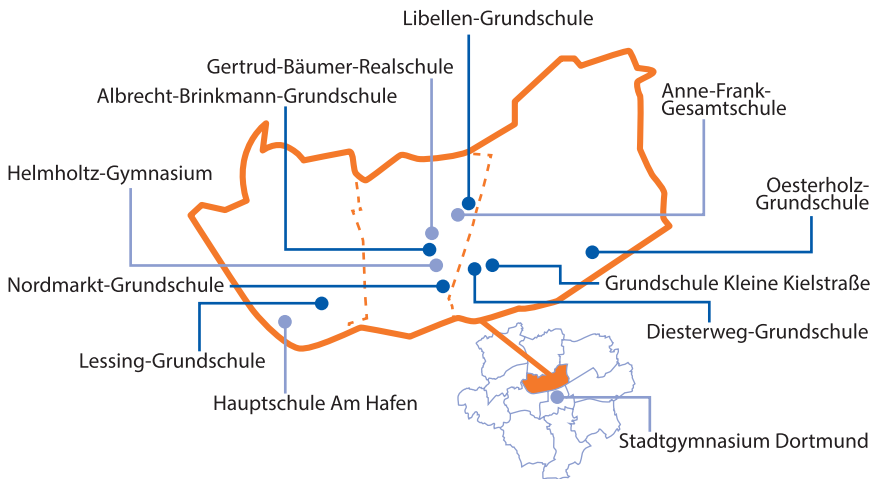 Libellen-Grundschule
Gertrud-Bäumer-Realschule
Albrecht-Brinkmann-Grundschule
Anne-Frank-
Gesamtschule
Helmholtz-Gymnasium
Oesterholz-
Grundschule
Nordmarkt-Grundschule
Grundschule Kleine Kielstraße
Diesterweg-Grundschule
Lessing-Grundschule
Hauptschule Am Hafen
Stadtgymnasium Dortmund